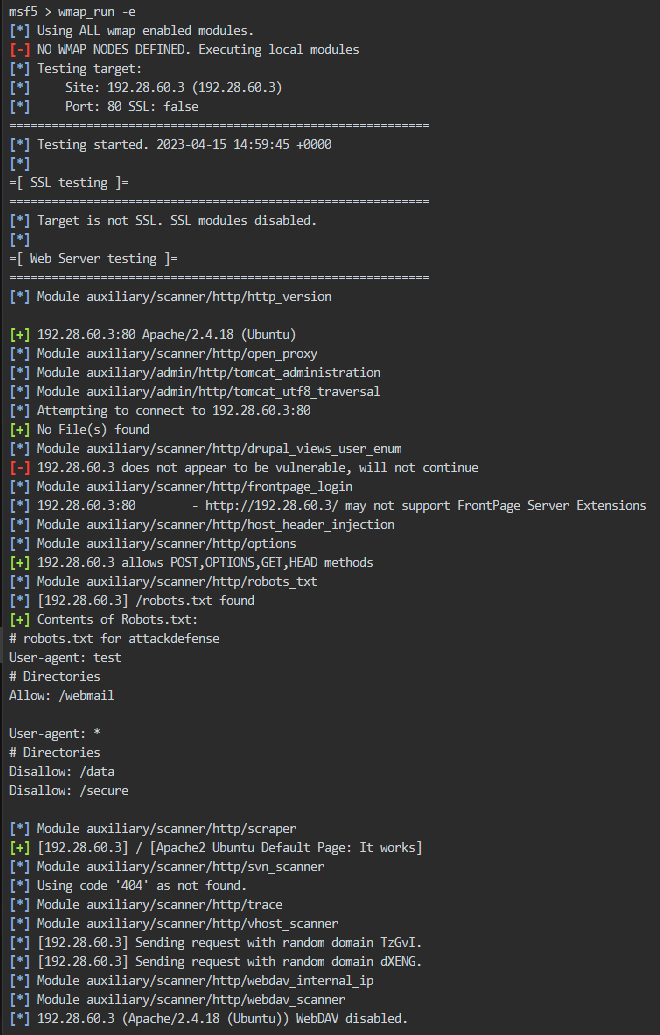 msf5 > wmap_run -e
[*] Using ALL wmap enabled modules.
[-] NO WMAP NODES DEFINED. Executing local modules
[*] Testing target:
[*]     Site: 192.28.60.3 (192.28.60.3)
[*]     Port: 80 SSL: false
============================================================
[*] Testing started. 2023-04-15 14:59:45 +0000
[*]
=[ SSL testing ]=
============================================================
[*] Target is not SSL. SSL modules disabled.
[*]
=[ Web Server testing ]=
============================================================
[*] Module auxiliary/scanner/http/http_version
[+] 192.28.60.3:80 Apache/2.4.18 (Ubuntu)
[*] Module auxiliary/scanner/http/open_proxy
[*] Module auxiliary/admin/http/tomcat_administration
[*] Module auxiliary/admin/http/tomcat_utf8_traversal
[*] Attempting to connect to 192.28.60.3:80
[+] No File(s) found
[*] Module auxiliary/scanner/http/drupal_views_user_enum
[-] 192.28.60.3 does not appear to be vulnerable, will not continue
[*] Module auxiliary/scanner/http/frontpage_login
[*] 192.28.60.3:80        - http://192.28.60.3/ may not support FrontPage Server Extensions
[*] Module auxiliary/scanner/http/host_header_injection
[*] Module auxiliary/scanner/http/options
[+] 192.28.60.3 allows POST,OPTIONS,GET,HEAD methods
[*] Module auxiliary/scanner/http/robots_txt
[*] [192.28.60.3] /robots.txt found
[+] Contents of Robots.txt:
# robots.txt for attackdefense
User-agent: test
# Directories
Allow: /webmail
User-agent: *
# Directories
Disallow: /data
Disallow: /secure
[*] Module auxiliary/scanner/http/scraper
[+] [192.28.60.3] / [Apache2 Ubuntu Default Page: It works]
[*] Module auxiliary/scanner/http/svn_scanner
[*] Using code '404' as not found.
[*] Module auxiliary/scanner/http/trace
[*] Module auxiliary/scanner/http/vhost_scanner
[*] [192.28.60.3] Sending request with random domain TzGvI.
[*] [192.28.60.3] Sending request with random domain dXENG.
[*] Module auxiliary/scanner/http/webdav_internal_ip
[*] Module auxiliary/scanner/http/webdav_scanner
[*] 192.28.60.3 (Apache/2.4.18 (Ubuntu)) WebDAV disabled.